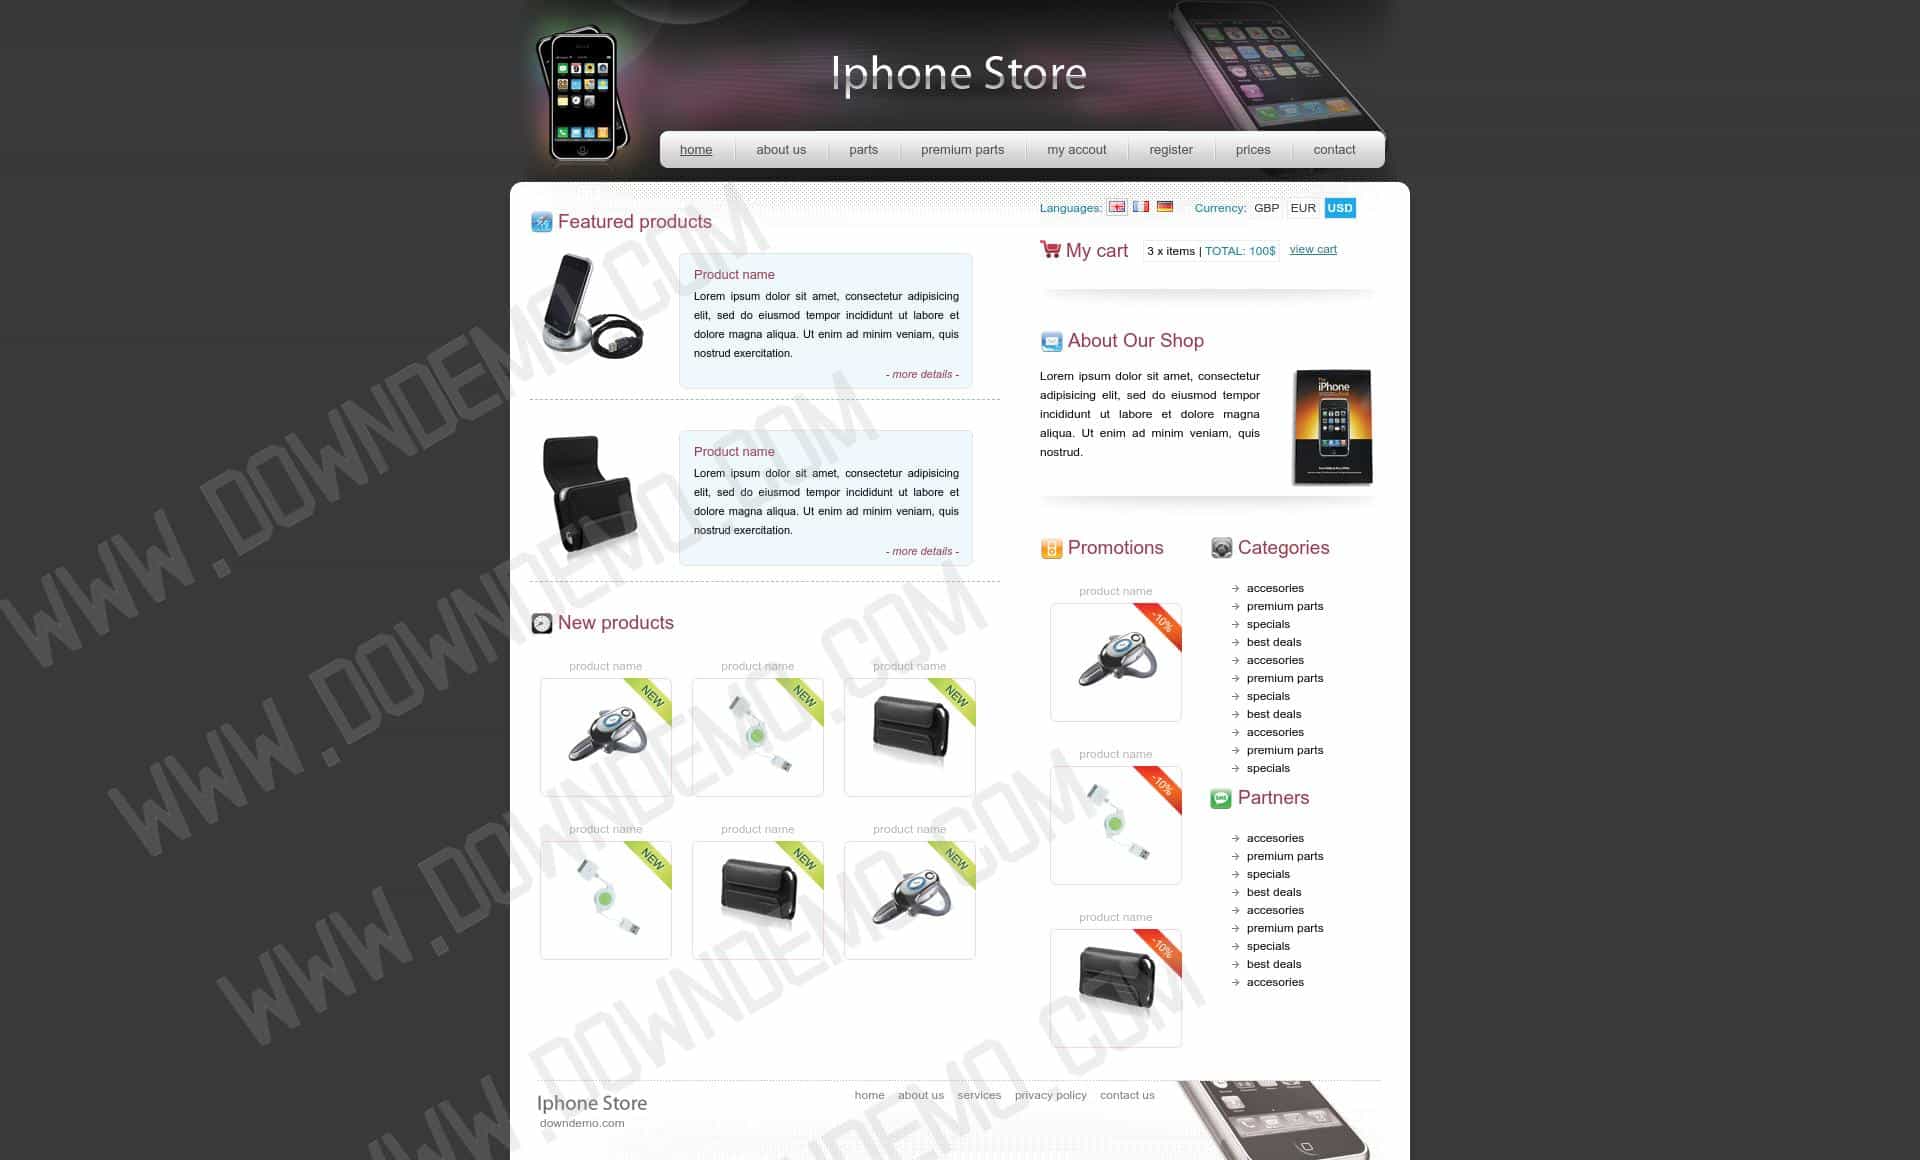 Iphone Store
home about us parts premium parts my accout register prices contact
Languages: Currency: GBP EUR USD
Featured products
My cart 3 x items | TOTAL: 100$ view cart
Product name
Lorem ipsum dolor sit amet, consectetur adipisicing
elit, sed do eiusmod tempor incididunt ut labore et
dolore magna aliqua. Ut enim ad minim veniam, quis
nostrud exercitation.
- more details -
Product name
Lorem ipsum dolor sit amet, consectetur adipisicing
elit, sed do eiusmod tempor incididunt ut labore et
dolore magna aliqua. Ut enim ad minim veniam, quis
nostrud exercitation.
- more details -
New products
product name product name product name
NEW NEW NEW
product name product name product name
NEW NEW NEW
About Our Shop
Lorem ipsum dolor sit amet, consectetur
adipisicing elit, sed do eiusmod tempor
incididunt ut labore et dolore magna
aliqua. Ut enim ad minim veniam, quis
nostrud.
iPhone
Promotions
product name
-10%
product name
-10%
product name
-10%
Categories
accesories
premium parts
specials
best deals
accesories
premium parts
specials
best deals
accesories
premium parts
specials
Partners
accesories
premium parts
specials
best deals
accesories
premium parts
specials
best deals
accesories
Iphone Store
downdemo.com
home about us services privacy policy contact us
WWW.DOWNDEMO.COM
WWW.DOWNDEMO.COM
WWW.DOWNDEMO.COM
WWW.DOWNDEMO.COM
WWW.DOWNDEMO.COM